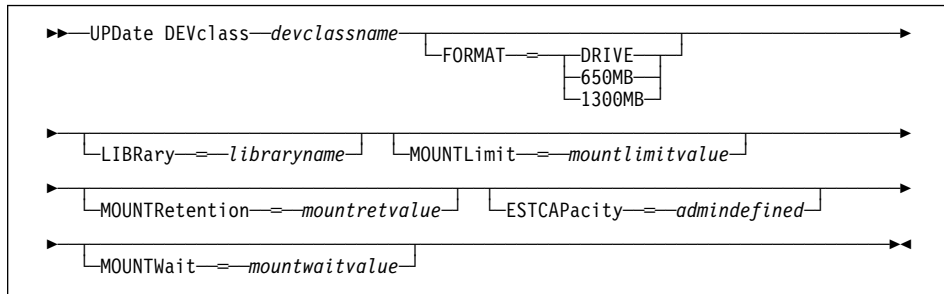 UPDate DEVclass devclassname
FORMAT = DRIVE
650MB
1300MB
LIBRary = libraryname MOUNTLimit = mountlimitvalue
MOUNTRetention = mountretvalue ESTCAPacity = admindefined
MOUNTWait = mountwaitvalue